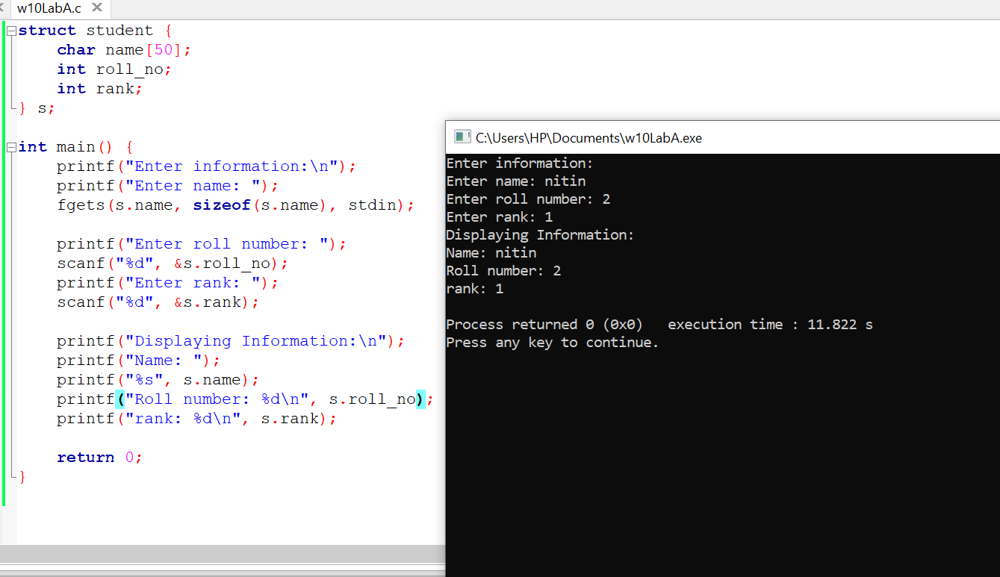 w10LabA.c
struct student {
    char name[50];
    int roll_no;
    int rank;
} s;

int main() {
    printf("Enter information:\n");
    printf("Enter name: ");
    fgets(s.name, sizeof(s.name), stdin);

    printf("Enter roll number: ");
    scanf("%d", &s.roll_no);
    printf("Enter rank: ");
    scanf("%d", &s.rank);

    printf("Displaying Information:\n");
    printf("Name: ");
    printf("%s", s.name);
    printf("Roll number: %d\n", s.roll_no);
    printf("rank: %d\n", s.rank);

    return 0;
}
C:\Users\HP\Documents\w10LabA.exe
Enter information:
Enter name: nitin
Enter roll number: 2
Enter rank: 1
Displaying Information:
Name: nitin
Roll number: 2
rank: 1

Process returned 0 (0x0)   execution time : 11.822 s
Press any key to continue.